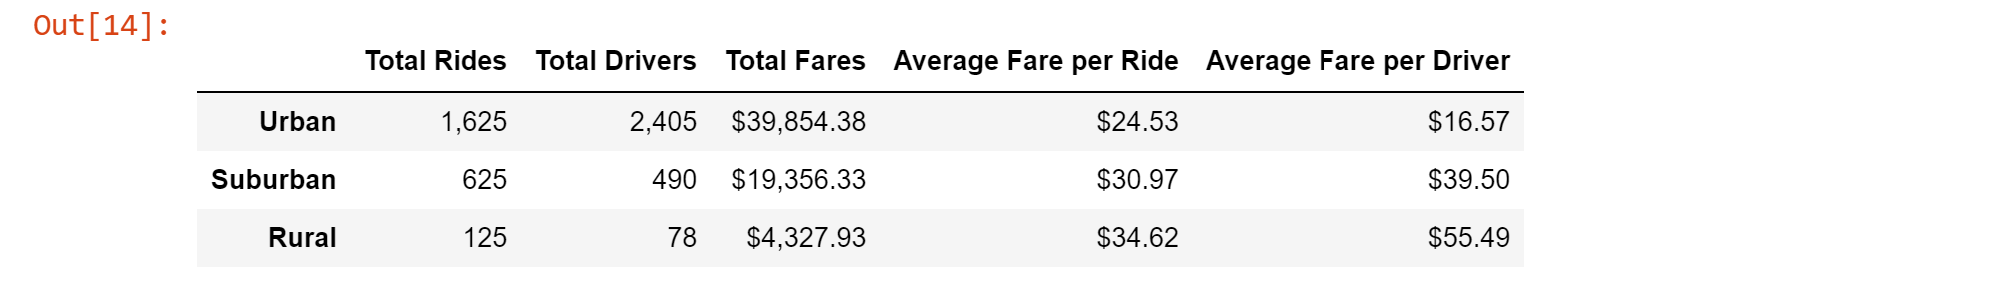 Out[14]:
Total Rides Total Drivers Total Fares Average Fare per Ride Average Fare per Driver
Urban 1,625 2,405 $39,854.38 $24.53 $16.57
Suburban 625 490 $19,356.33 $30.97 $39.50
Rural 125 78 $4,327.93 $34.62 $55.49